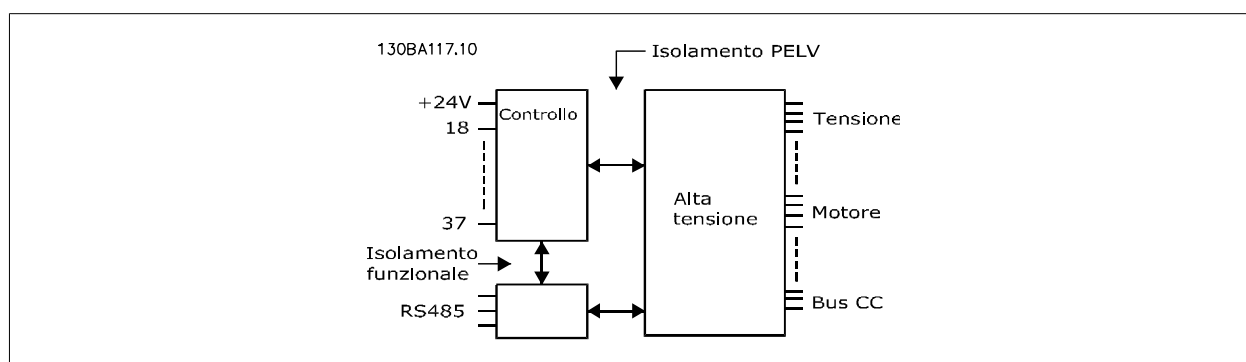 130BA117.10
Isolamento PELV
+24V
Controllo
18
37
Alta
tensione
Tensione
Motore
Bus CC
Isolamento
funzionale
RS485